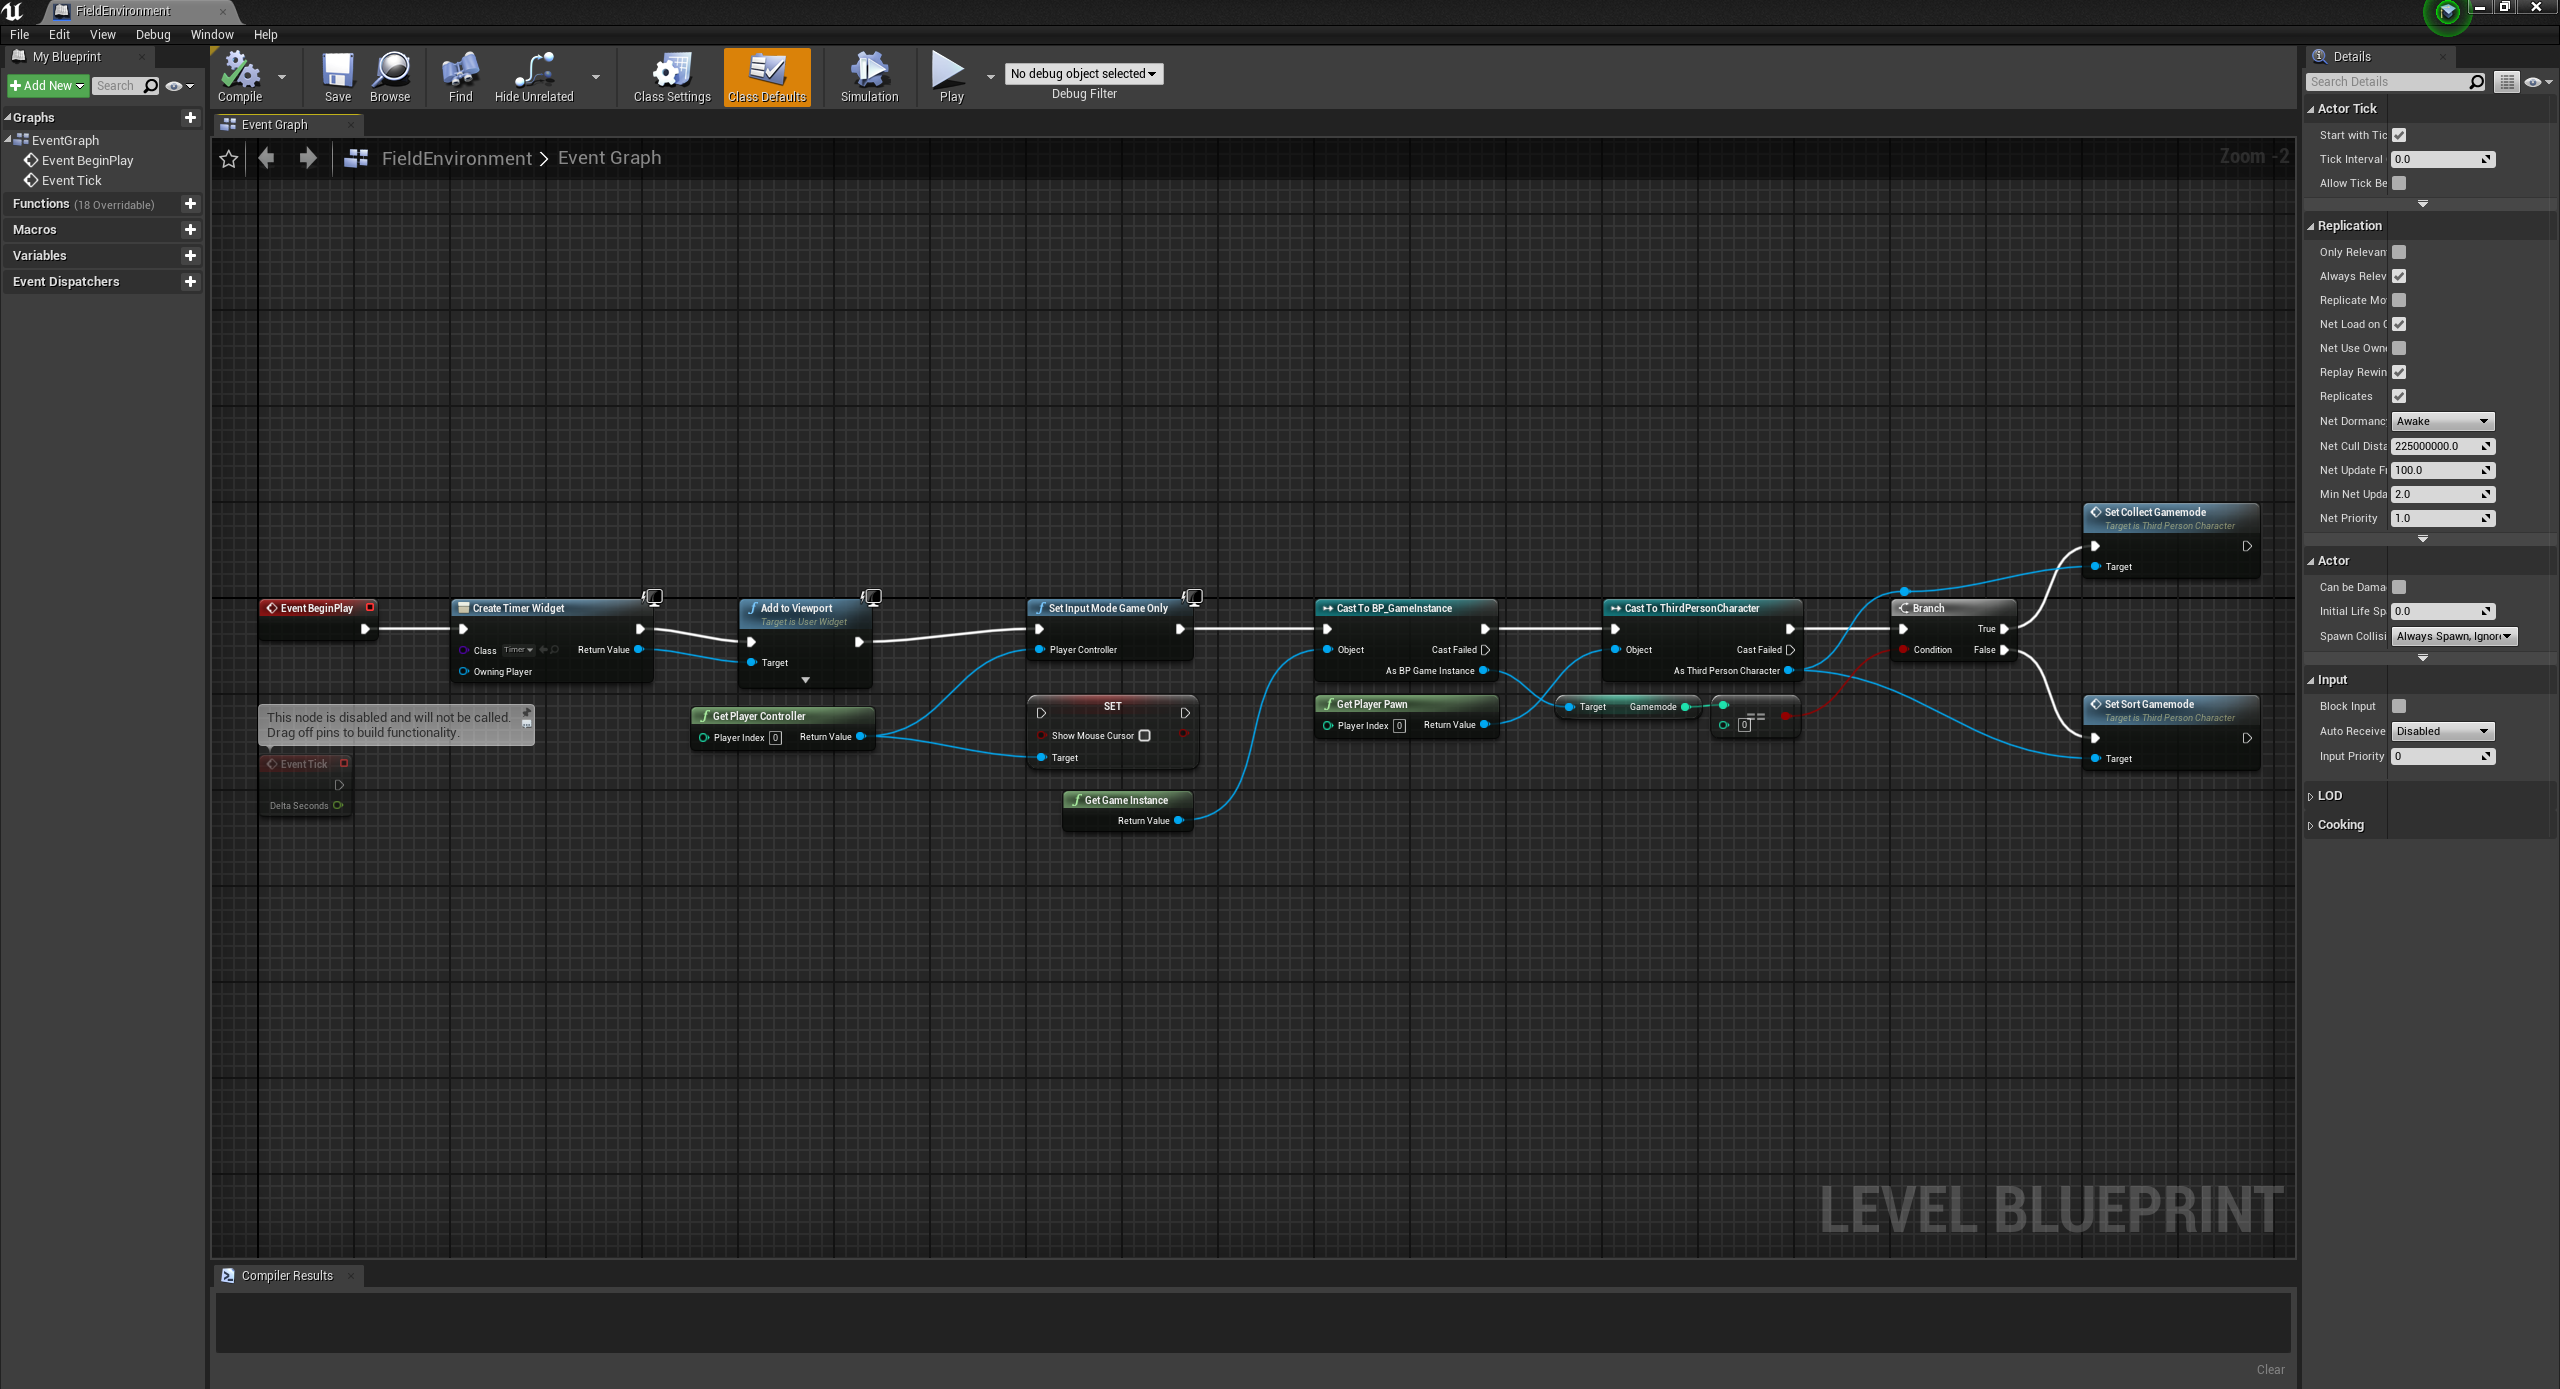 FieldEnvironment
File Edit View Debug Window Help
My Blueprint
Add New Search
Graphs
EventGraph
Event BeginPlay
Event Tick
Functions (18 Overridable)
Macros
Variables
Event Dispatchers
Compile Save Browse Find Hide Unrelated Class Settings Class Defaults Simulation Play
No debug object selected
Debug Filter
Event Graph
FieldEnvironment > Event Graph
Zoom -2
Event BeginPlay
Create Timer Widget
Class Timer Return Value
Owning Player
Add to Viewport
Target is User Widget
Target
Set Input Mode Game Only
Player Controller
Cast To BP_GameInstance
Object Cast Failed
As BP Game Instance
Cast To ThirdPersonCharacter
Object Cast Failed
As Third Person Character
Branch
True
Condition False
Set Collect Gamemode
Target is Third Person Character
Target
Set Sort Gamemode
Target is Third Person Character
Target
This node is disabled and will not be called.
Drag off pins to build functionality.
Event Tick
Delta Seconds
Get Player Controller
Player Index 0 Return Value
SET
Show Mouse Cursor
Target
Get Game Instance
Return Value
Get Player Pawn
Player Index 0 Return Value
Target Gamemode
==
0
LEVEL BLUEPRINT
Compiler Results
Clear
Details
Search Details
Actor Tick
Start with Tic
Tick Interval 0.0
Allow Tick Be
Replication
Only Relevan
Always Relev
Replicate Mo
Net Load on C
Net Use Own
Replay Rewin
Replicates
Net Dormanc Awake
Net Cull Dista 225000000.0
Net Update F 100.0
Min Net Upda 2.0
Net Priority 1.0
Actor
Can be Dama
Initial Life Sp 0.0
Spawn Collisi Always Spawn, Ignor
Input
Block Input
Auto Receive Disabled
Input Priority 0
LOD
Cooking